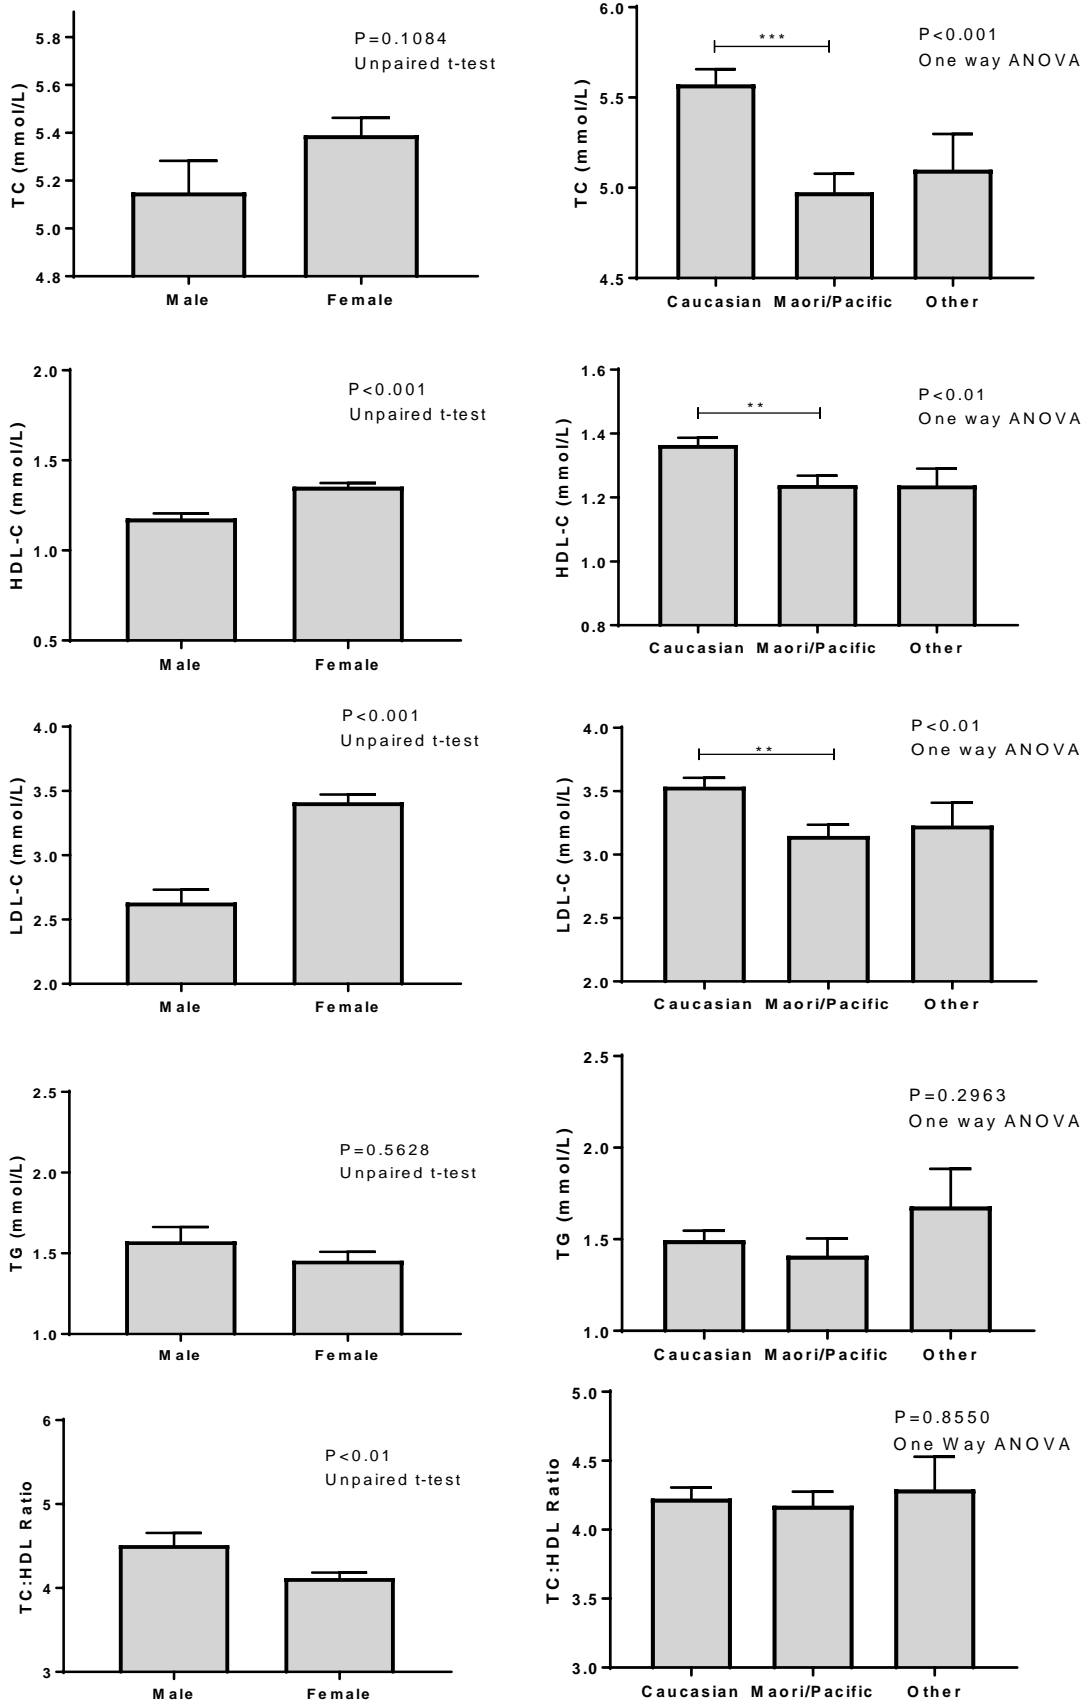 5.8
5.6
5.4
5.2
5.0
4.8
TC (mmol/L)
P=0.1084
Unpaired t-test
Male Female
6.0
5.5
5.0
4.5
TC (mmol/L)
***
P<0.001
One way ANOVA
Caucasian Maori/Pacific Other
2.0
1.5
1.0
0.5
HDL-C (mmol/L)
P<0.001
Unpaired t-test
Male Female
1.6
1.4
1.2
1.0
0.8
HDL-C (mmol/L)
**
P<0.01
One way ANOVA
Caucasian Maori/Pacific Other
4.0
3.5
3.0
2.5
2.0
LDL-C (mmol/L)
P<0.001
Unpaired t-test
Male Female
4.0
3.5
3.0
2.5
2.0
LDL-C (mmol/L)
**
P<0.01
One way ANOVA
Caucasian Maori/Pacific Other
2.5
2.0
1.5
1.0
TG (mmol/L)
P=0.5628
Unpaired t-test
Male Female
2.5
2.0
1.5
1.0
TG (mmol/L)
P=0.2963
One way ANOVA
Caucasian Maori/Pacific Other
6
5
4
3
TC:HDL Ratio
P<0.01
Unpaired t-test
Male Female
5.0
4.5
4.0
3.5
3.0
TC:HDL Ratio
P=0.8550
One Way ANOVA
Caucasian Maori/Pacific Other